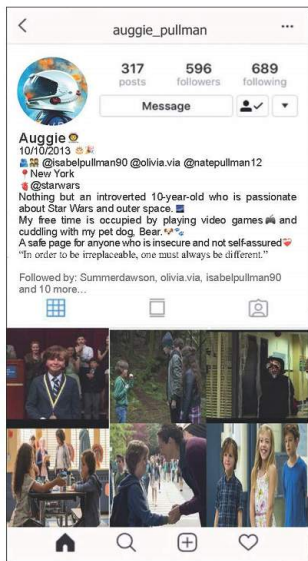 auggie_pullman
317 596 689
posts followers following
Message
Auggie
10/10/2013
@isabelpullman90 @olivia.via @natepullman12
New York
@starwars
Nothing but an introverted 10-year-old who is passionate
about Star Wars and outer space.
My free time is occupied by playing video games and
cuddling with my pet dog, Bear.
A safe page for anyone who is insecure and not self-assured
“In order to be irreplaceable, one must always be different.”
Followed by: Summerdawson, olivia.via, isabelpullman90
and 10 more...